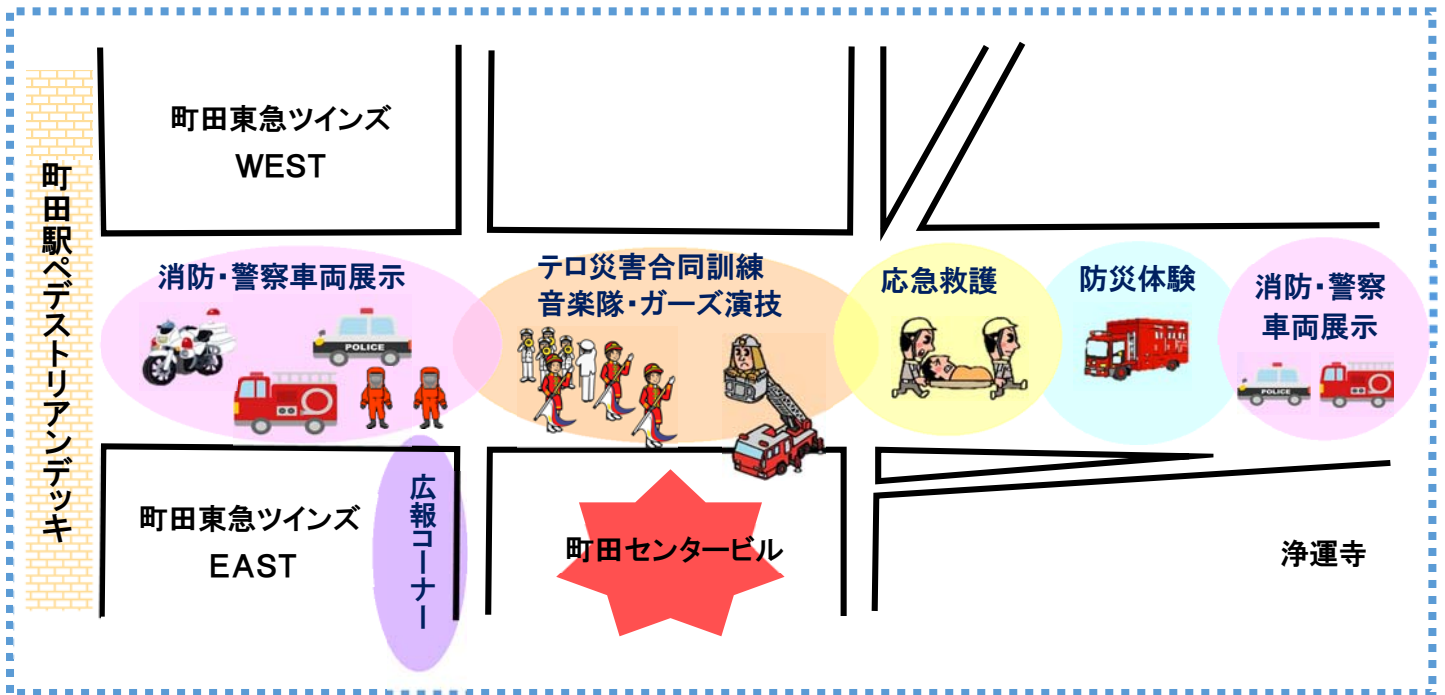 町田駅ペデストリアンデッキ
町田東急ツインズ
WEST
消防・警察車両展示
POLICE
テロ災害合同訓練
音楽隊・ガーズ演技
応急救護
防災体験
消防・警察
車両展示
POLICE
町田東急ツインズ
EAST
広報コーナー
町田センタービル
浄運寺